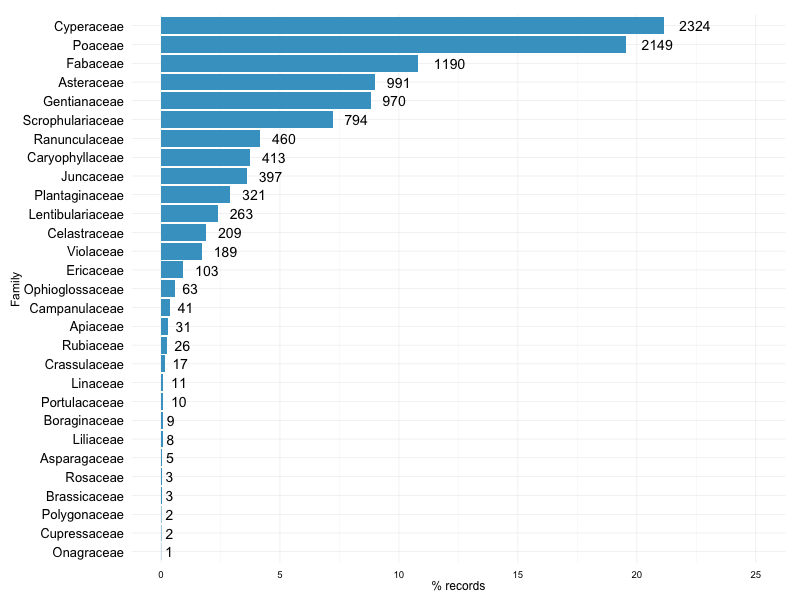 Cyperaceae 2324
Poaceae 2149
Fabaceae 1190
Asteraceae 991
Gentianaceae 970
Scrophulariaceae 794
Ranunculaceae 460
Caryophyllaceae 413
Juncaceae 397
Plantaginaceae 321
Lentibulariaceae 263
Celastraceae 209
Violaceae 189
Ericaceae 103
Family
Ophioglossaceae 63
Campanulaceae 41
Apiaceae 31
Rubiaceae 26
Crassulaceae 17
Linaceae 11
Portulacaceae 10
Boraginaceae 9
Liliaceae 8
Asparagaceae 5
Rosaceae 3
Brassicaceae 3
Polygonaceae 2
Cupressaceae 2
Onagraceae 1
0 5 10 15 20 25
% records